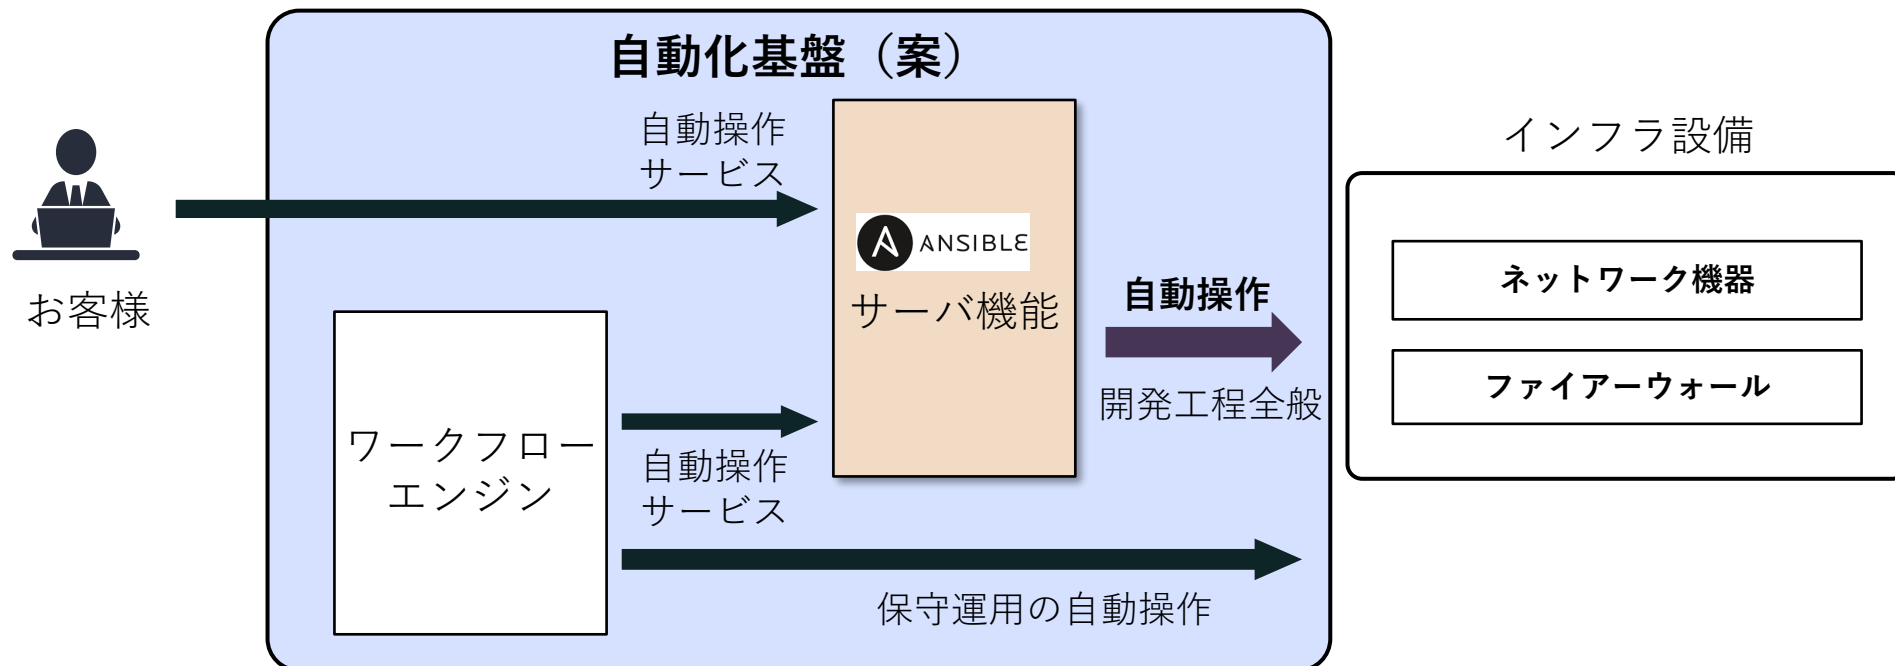 自動化基盤（案）
自動操作
サービス
インフラ設備
お客様
ANSIBLE
サーバ機能
自動操作
開発工程全般
ネットワーク機器
ファイアーウォール
ワークフロー
エンジン
自動操作
サービス
保守運用の自動操作